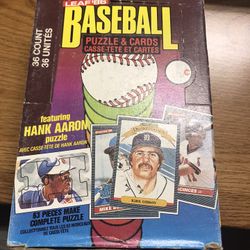 LEAF '86
BASEBALL
PUZZLE & CARDS
CASSE-TÊTE ET CARTES
36 COUNT
36 UNITÉS
featuring
HANK AARON
puzzle
AVEC CASSE-TÊTE DE HANK AARON
63 PIECES MAKE
COMPLETE PUZZLE
KIRK GIBSON